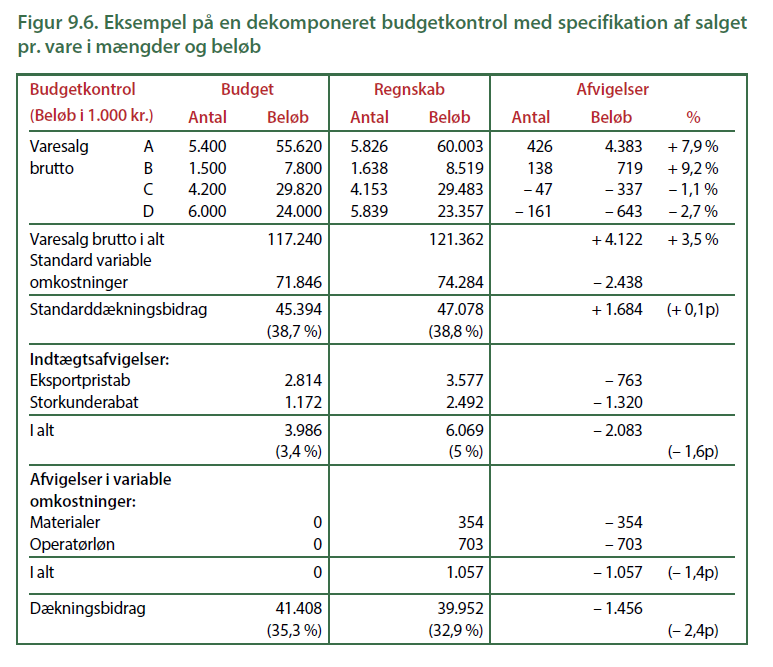 Figur 9.6. Eksempel på en dekomponeret budgetkontrol med specifikation af salget
pr. vare i mængder og beløb
Budgetkontrol Budget Regnskab Afvigelser
(Beløb i 1.000 kr.) Antal Beløb Antal Beløb Antal Beløb %
Varesalg A 5.400 55.620 5.826 60.003 426 4.383 + 7,9 %
brutto B 1.500 7.800 1.638 8.519 138 719 + 9,2 %
C 4.200 29.820 4.153 29.483 – 47 – 337 – 1,1 %
D 6.000 24.000 5.839 23.357 – 161 – 643 – 2,7 %
Varesalg brutto i alt 117.240 121.362 + 4.122 + 3,5 %
Standard variable
omkostninger 71.846 74.284 – 2.438
Standarddækningsbidrag 45.394 47.078 + 1.684 (+ 0,1p)
(38,7 %) (38,8 %)
Indtægtsafvigelser:
Eksportpristab 2.814 3.577 – 763
Storkunderabat 1.172 2.492 – 1.320
I alt 3.986 6.069 – 2.083
(3,4 %) (5 %) (– 1,6p)
Afvigelser i variable
omkostninger:
Materialer 0 354 – 354
Operatørløn 0 703 – 703
I alt 0 1.057 – 1.057 (– 1,4p)
Dækningsbidrag 41.408 39.952 – 1.456
(35,3 %) (32,9 %) (– 2,4p)